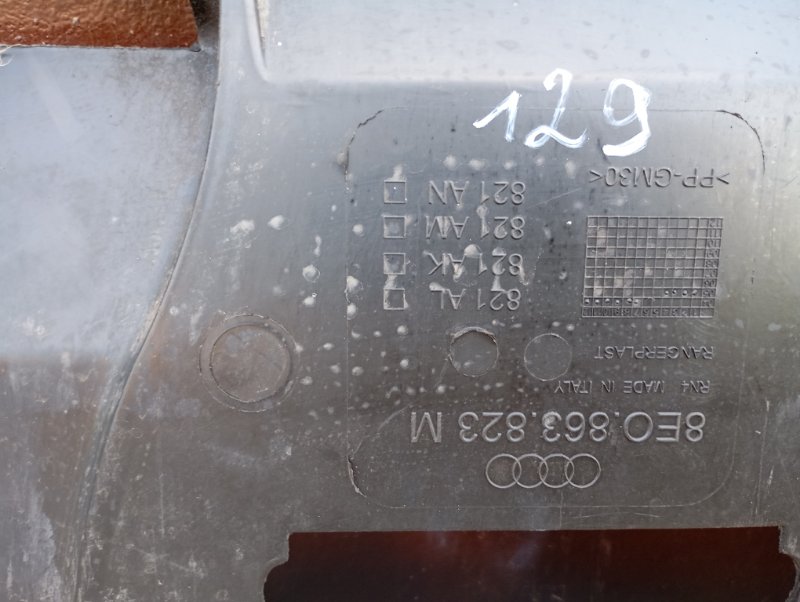 129
8E0.863.823 M
RN4 MADE IN ITALY
RANGERPLAST
821 AL
821 AK
821 AM
821 AN
>PP-GM30<